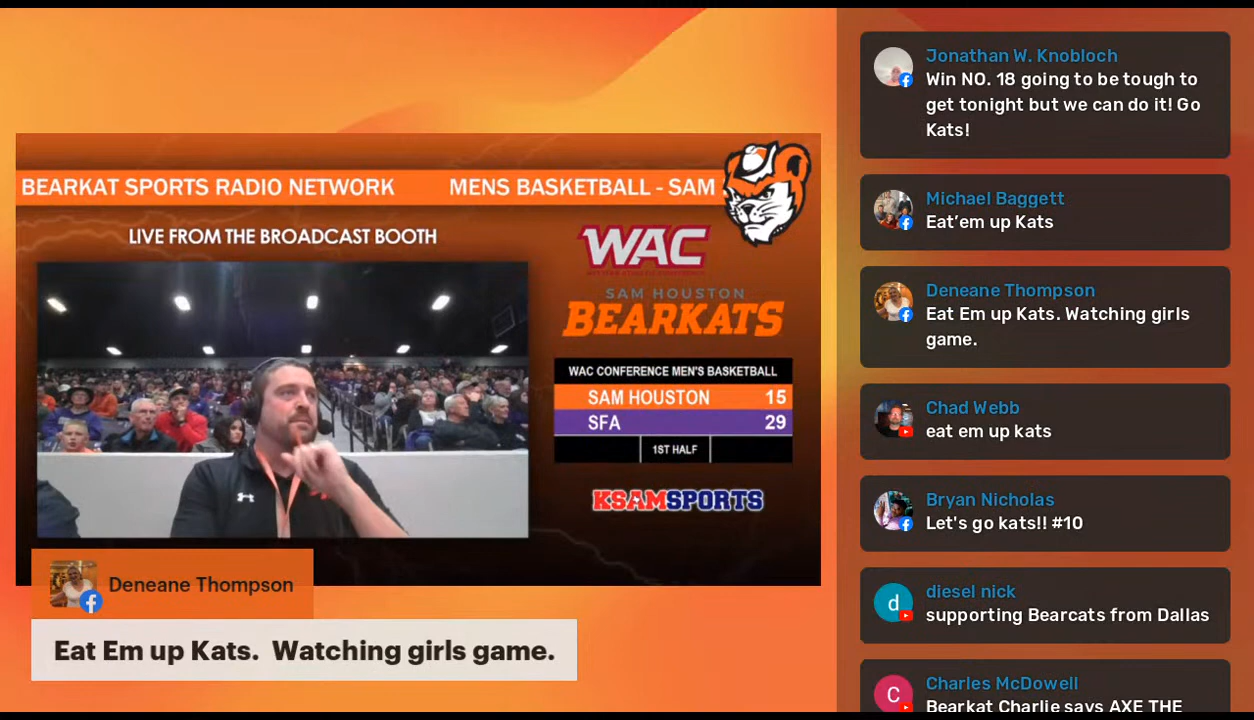 BEARKAT SPORTS RADIO NETWORK MENS BASKETBALL - SAM
LIVE FROM THE BROADCAST BOOTH
WAC
WESTERN ATHLETIC CONFERENCE
SAM HOUSTON
BEARKATS
WAC CONFERENCE MEN'S BASKETBALL
SAM HOUSTON 15
SFA 29
1ST HALF
KSAMSPORTS
Deneane Thompson
Eat Em up Kats. Watching girls game.
Jonathan W. Knobloch
Win NO. 18 going to be tough to
get tonight but we can do it! Go
Kats!
Michael Baggett
Eat’em up Kats
Deneane Thompson
Eat Em up Kats. Watching girls
game.
Chad Webb
eat em up kats
Bryan Nicholas
Let's go kats!! #10
d
diesel nick
supporting Bearcats from Dallas
C
Charles McDowell
Bearkat Charlie says AXE THE